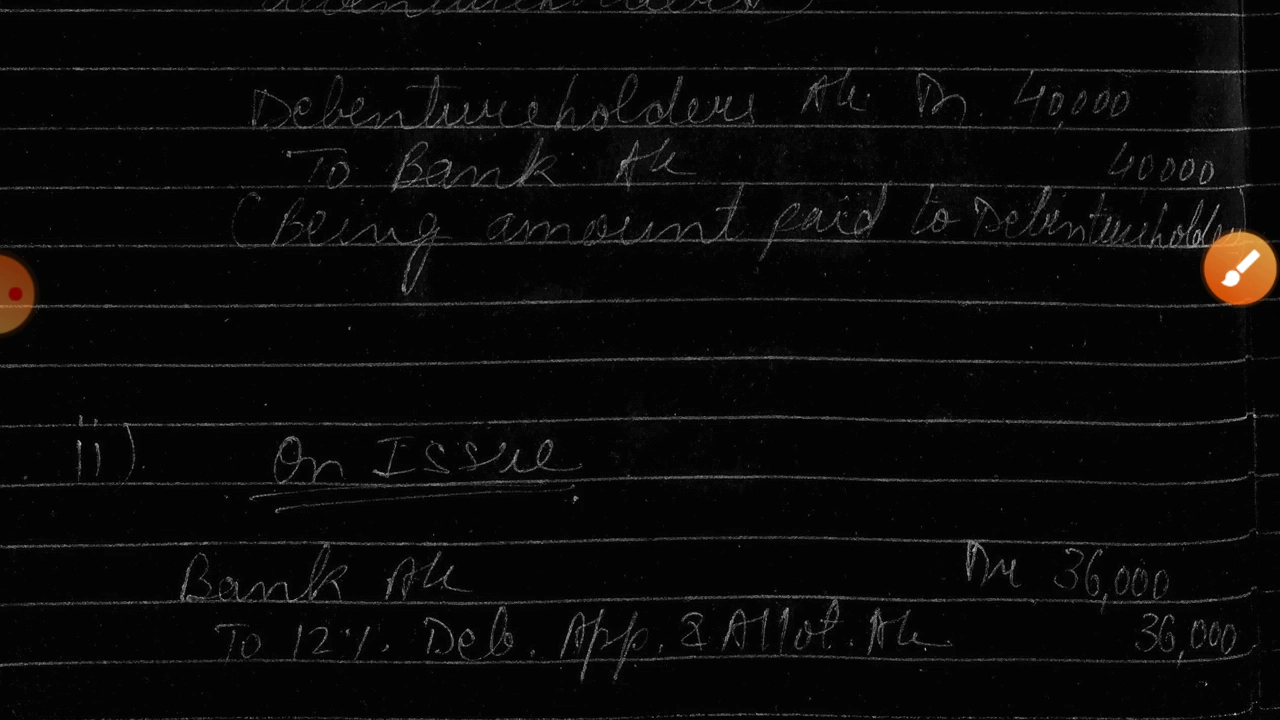 Debentureholders A/c Dr. 40,000
To Bank A/c 40000
(Being amount paid to Debentureholders
ii) On Issue
Bank A/c Dr 36,000
To 12%. Deb. App. & Allot. A/c 36,000